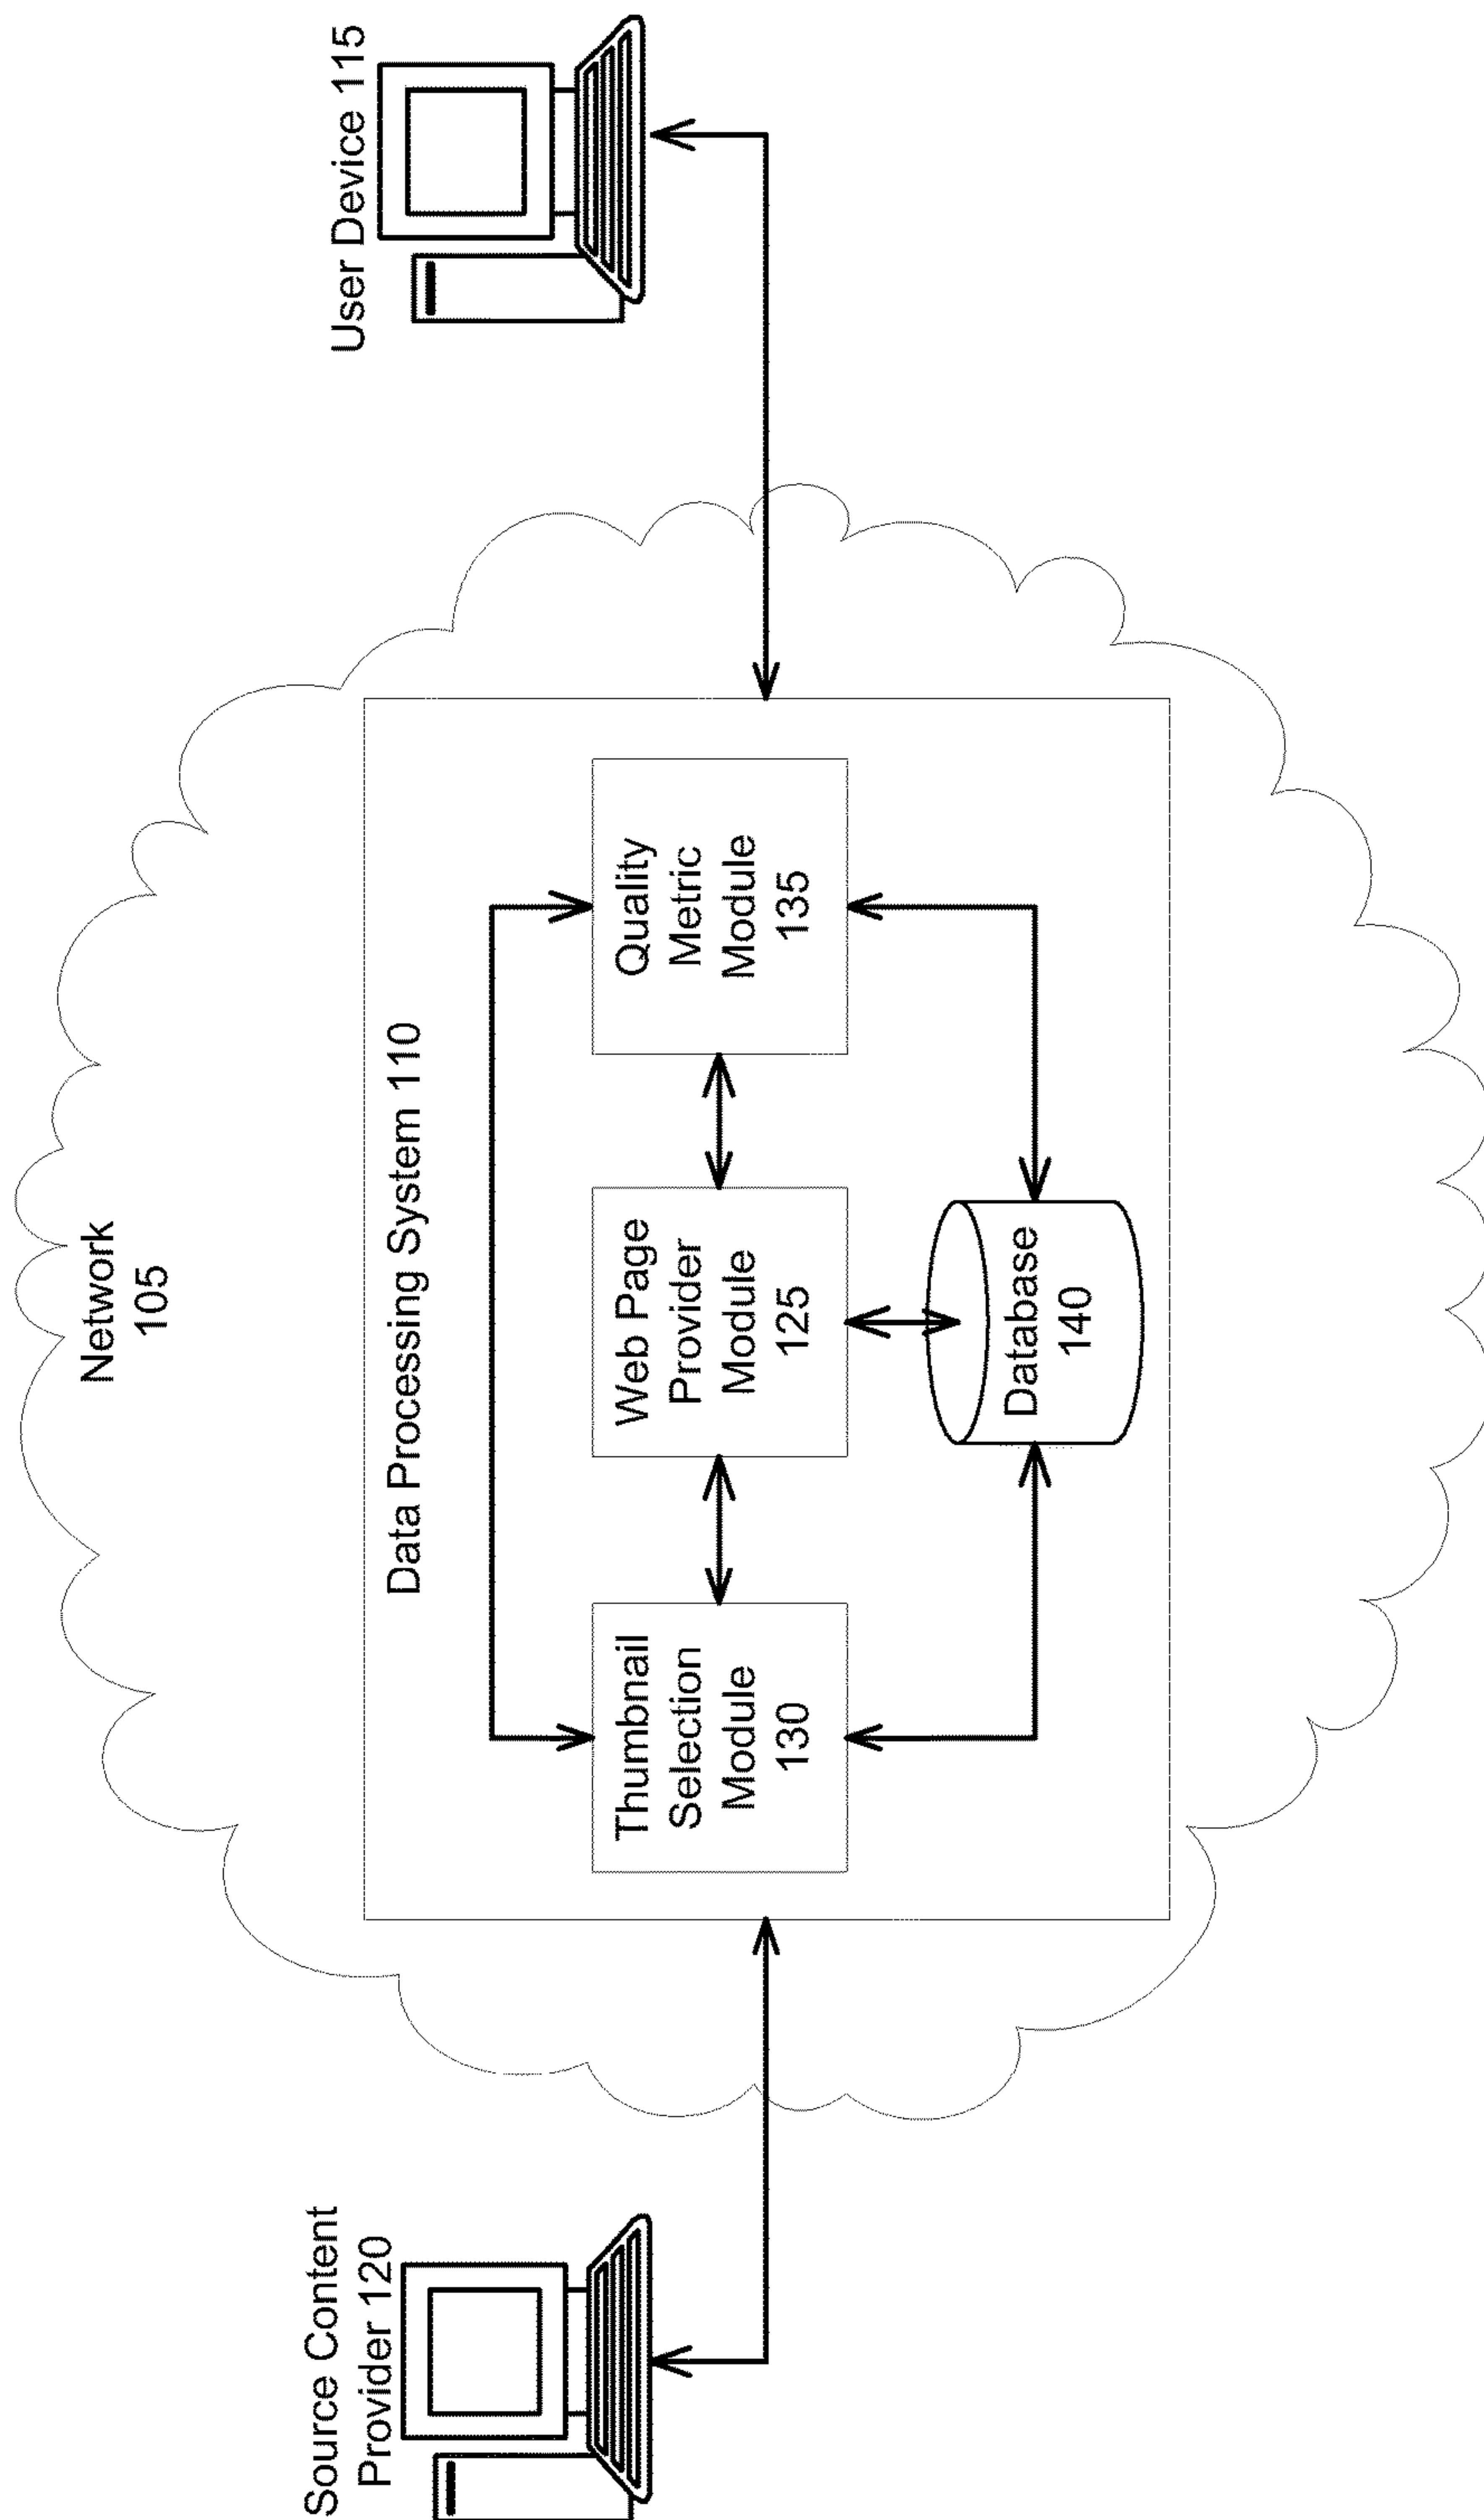 Network
105
Source Content
Provider 120
User Device 115
Data Processing System 110
Thumbnail
Selection
Module
130
Web Page
Provider
Module
125
Quality
Metric
Module
135
Database
140